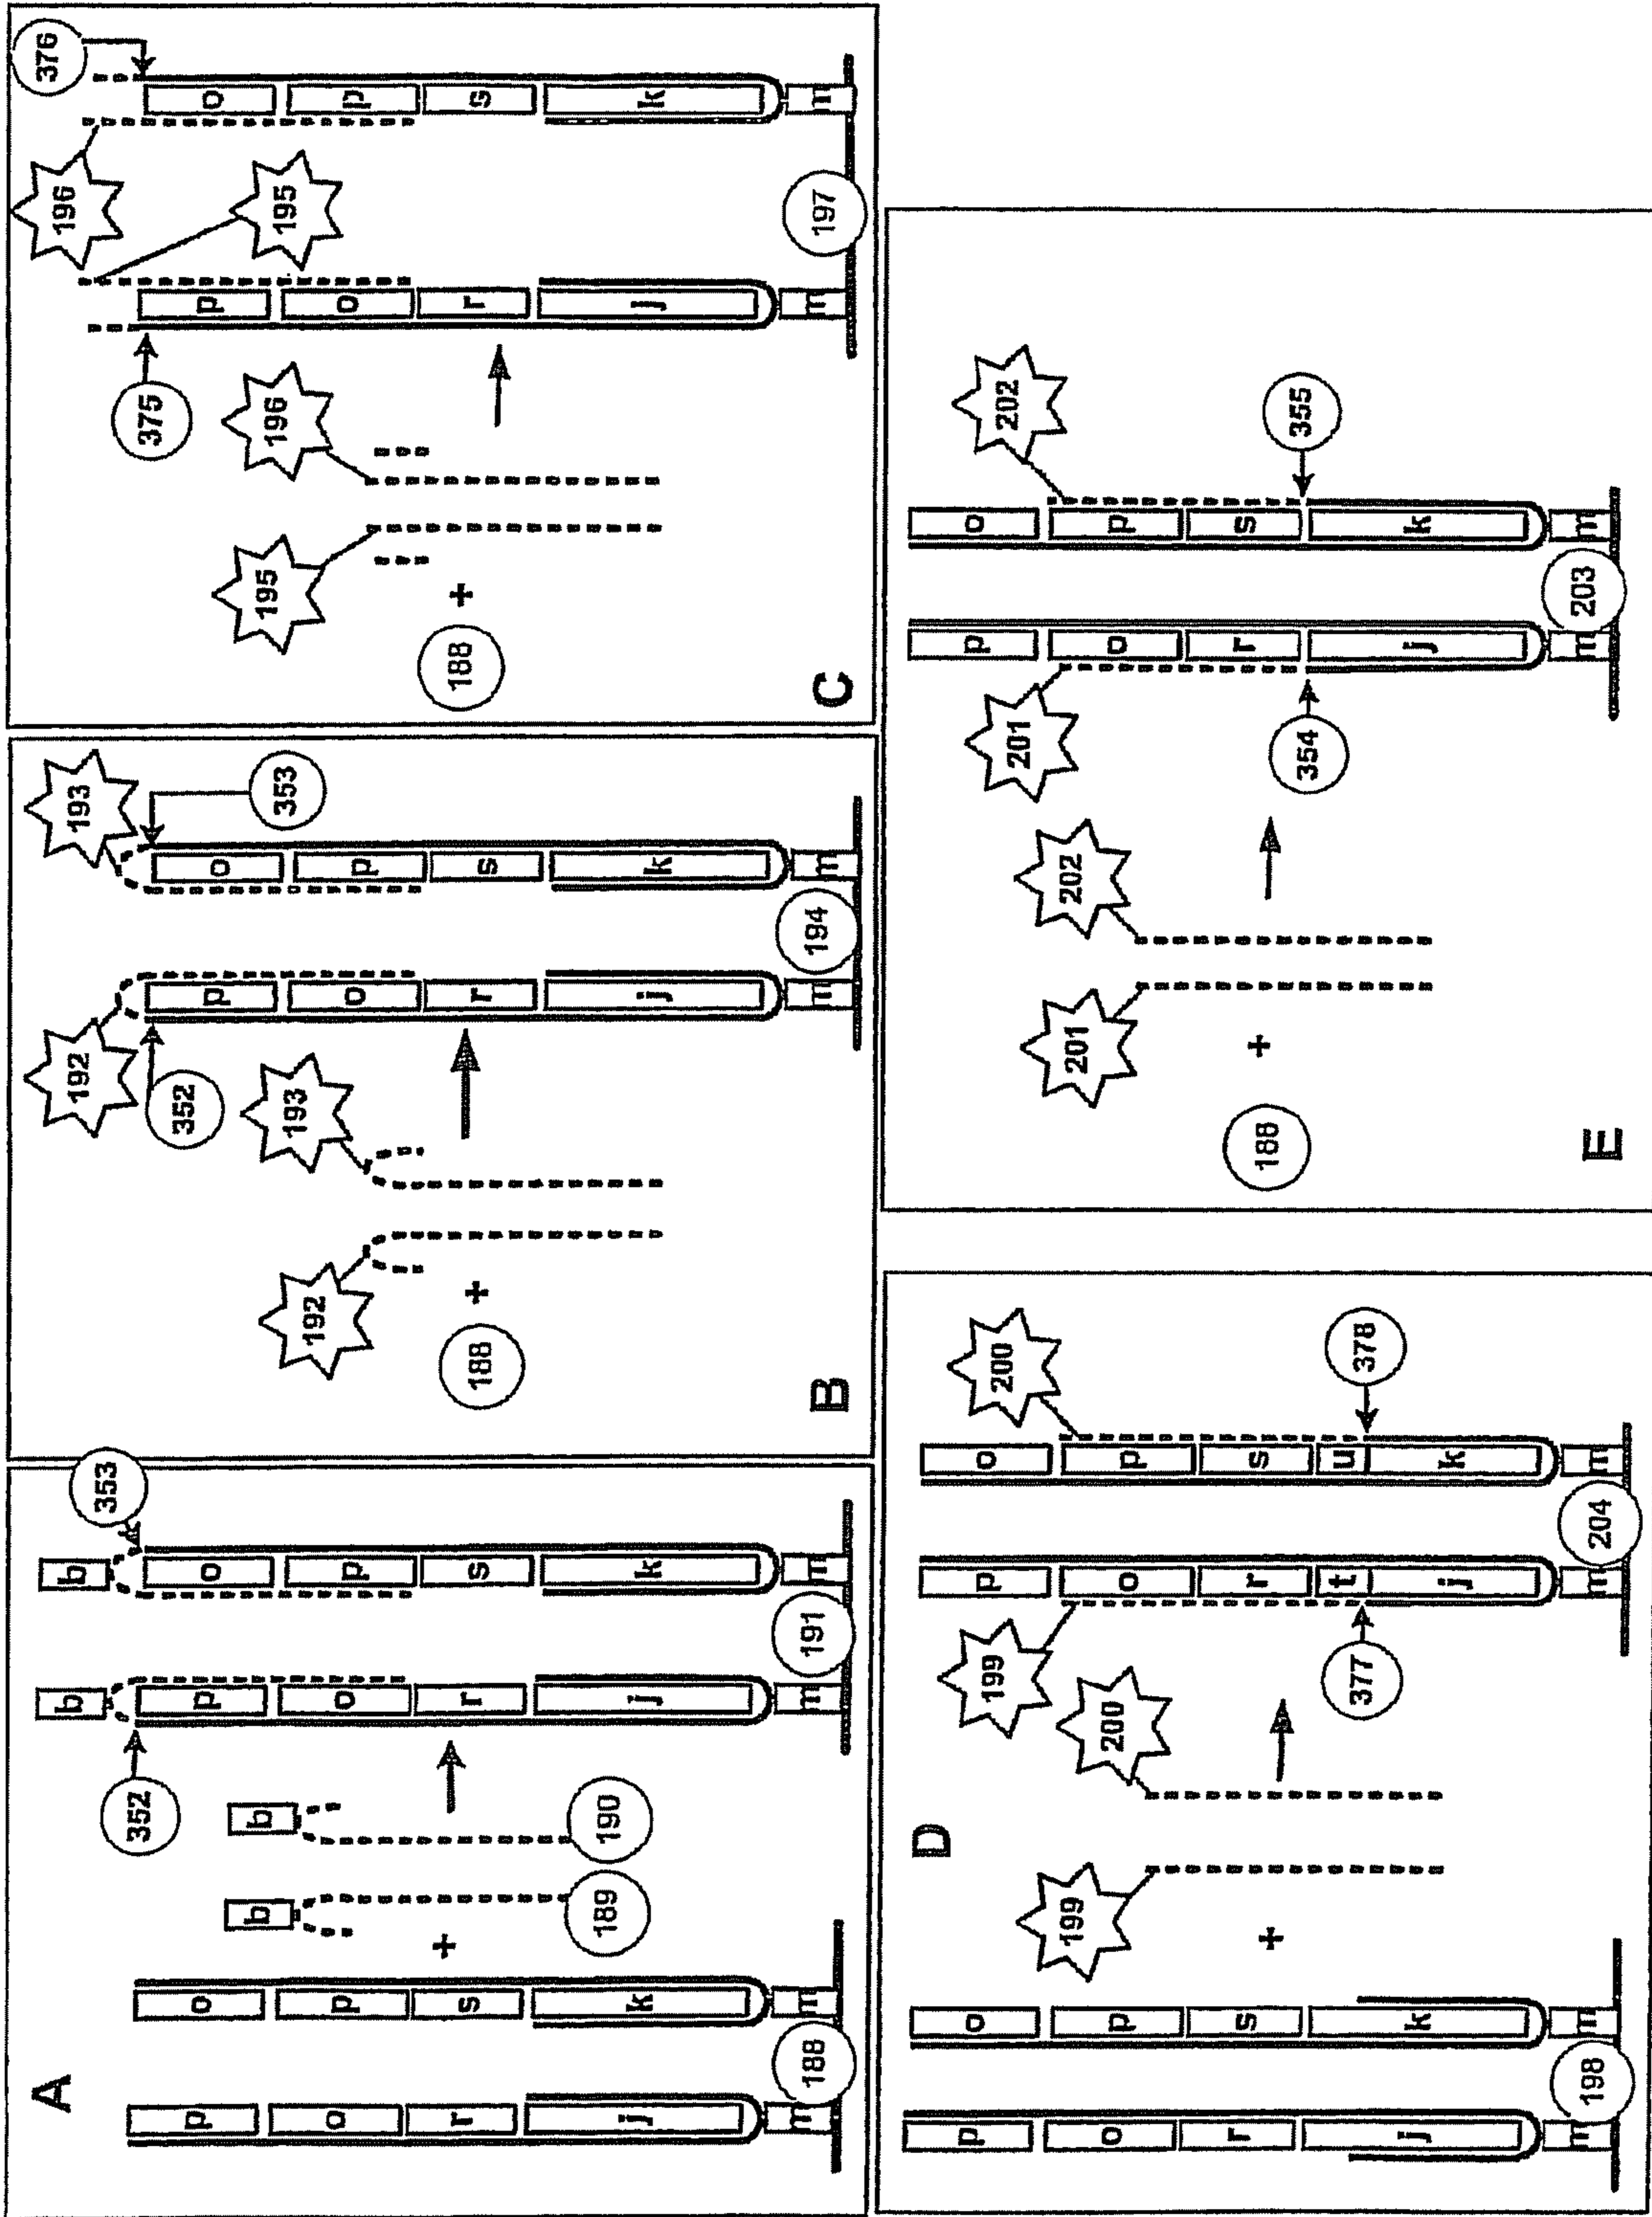 A
p
o
r
j
m
o
p
s
k
m
188
+
b
189
b
190
352
b
p
o
r
j
m
353
b
o
p
s
k
m
191
B
188
+
192
193
192
352
p
o
r
j
m
193
353
o
p
s
k
m
194
C
188
+
195
196
375
p
o
r
j
m
195
196
376
o
p
s
k
m
197
D
p
o
r
j
m
o
p
s
k
m
198
+
199
200
199
377
p
o
r
t
j
m
200
378
o
p
s
u
k
m
204
E
188
+
201
202
201
354
p
o
r
j
m
202
355
o
p
s
k
m
203